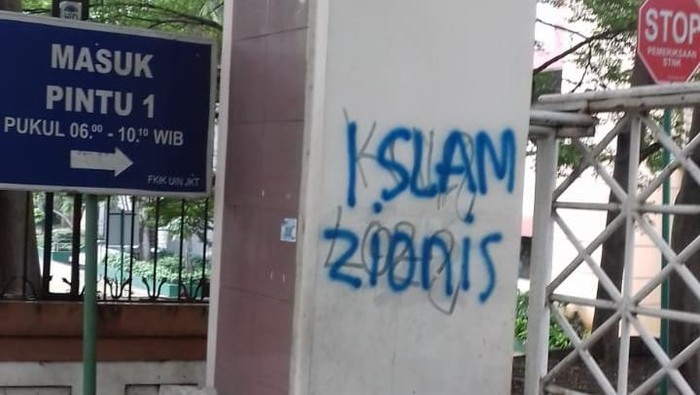 MASUK
PINTU 1
PUKUL 06.00 - 10.10 WIB
FKIK UIN JKT
ISLAM
zionis
STOP
PEMERIKSAAN
STNK